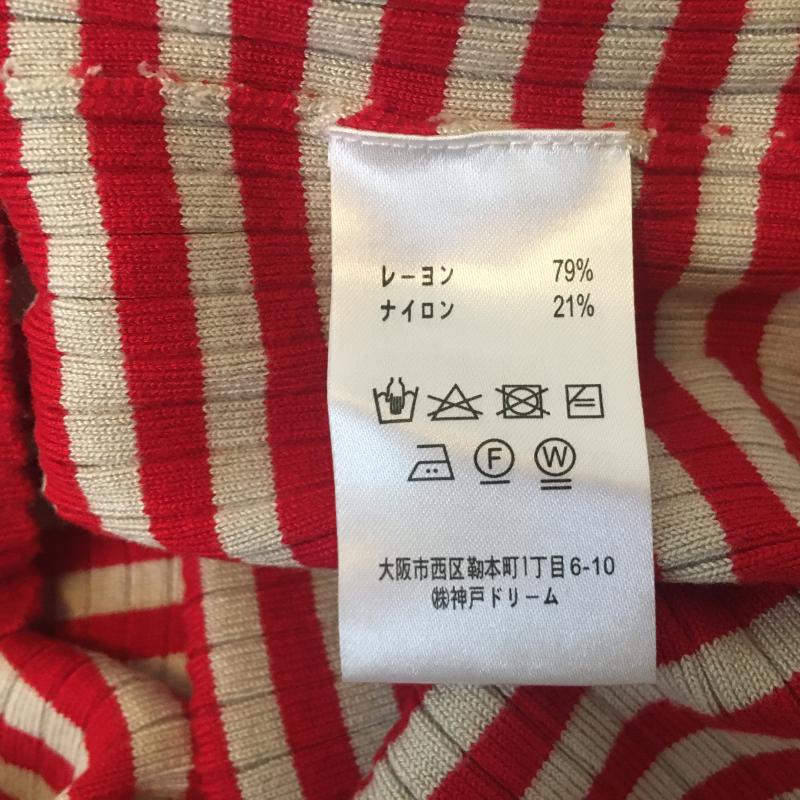 レーヨン 79%
ナイロン 21%
F W
大阪市西区靭本町1丁目6-10
㈱神戸ドリーム